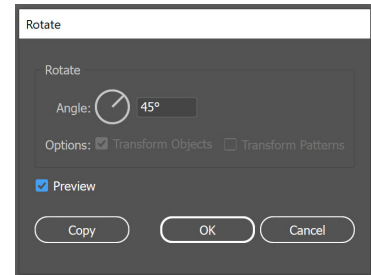 Rotate
Rotate
Angle: 45°
Options: Transform Objects Transform Patterns
Preview
Copy OK Cancel